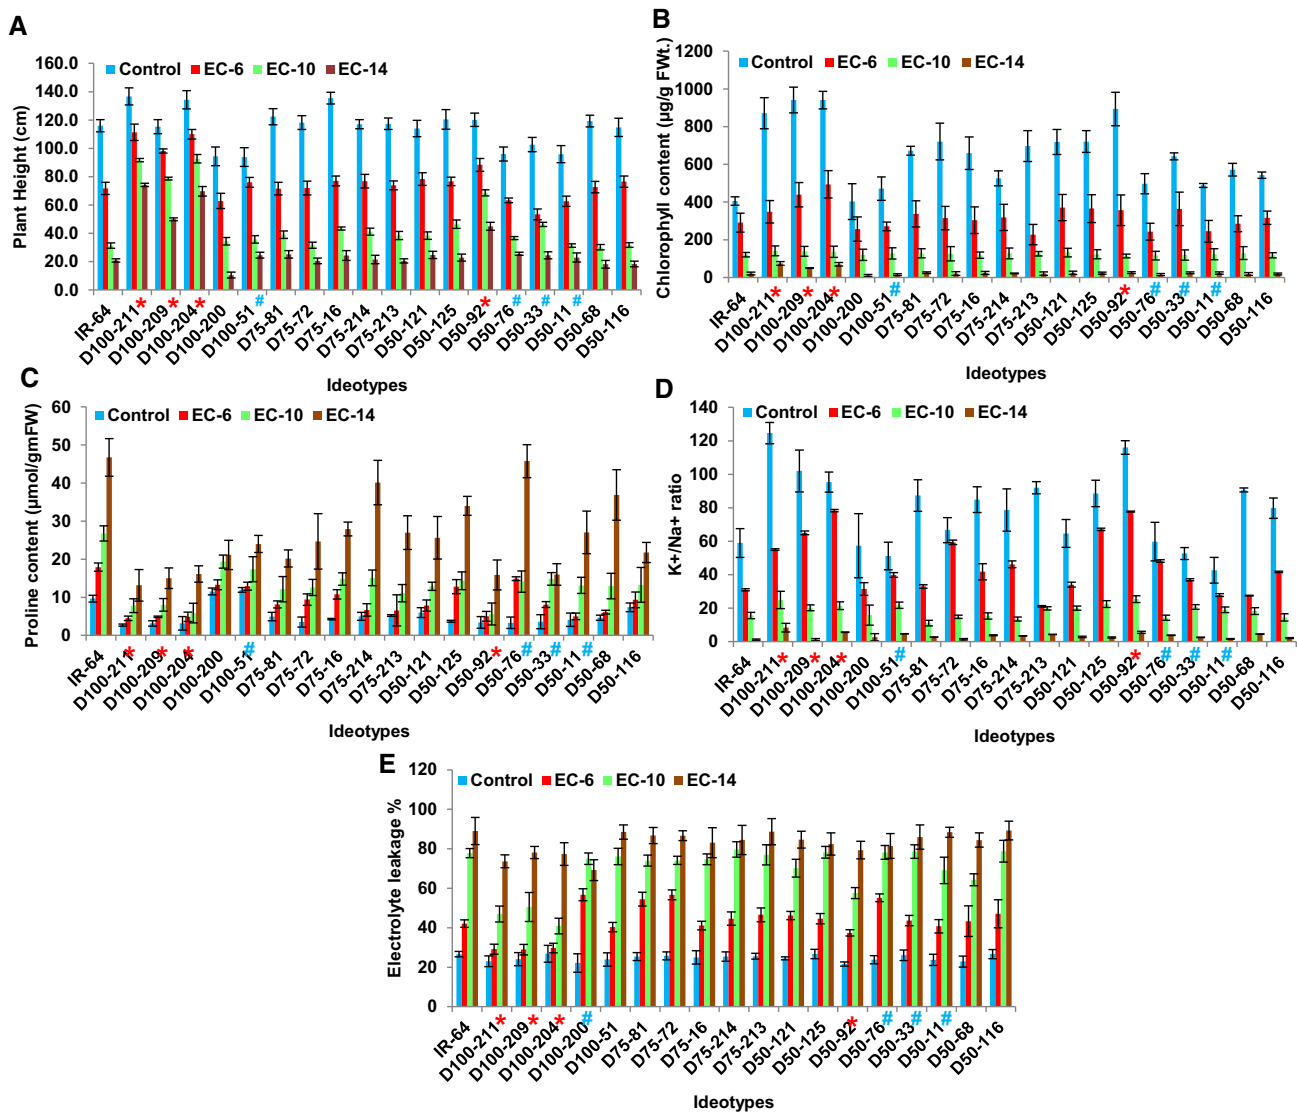 A
Plant Height (cm)
160.0
140.0
120.0
100.0
80.0
60.0
40.0
20.0
0.0
Control EC-6 EC-10 EC-14
IR-64 D100-211* D100-209* D100-204* D100-200 D100-51# D75-81 D75-72 D75-16 D75-214 D75-213 D50-121 D50-125 D50-92* D50-76# D50-33# D50-11# D50-68 D50-116
Ideotypes
B
Chlorophyll content (µg/g FWt.)
1200
1000
800
600
400
200
0
Control EC-6 EC-10 EC-14
IR-64 D100-211* D100-209* D100-204* D100-200 D100-51# D75-81 D75-72 D75-16 D75-214 D75-213 D50-121 D50-125 D50-92* D50-76# D50-33# D50-11# D50-68 D50-116
Ideotypes
C
Proline content (µmol/gmFW)
60
50
40
30
20
10
0
Control EC-6 EC-10 EC-14
IR-64 D100-211* D100-209* D100-204* D100-200 D100-51# D75-81 D75-72 D75-16 D75-214 D75-213 D50-121 D50-125 D50-92* D50-76# D50-33# D50-11# D50-68 D50-116
Ideotypes
D
K+/Na+ ratio
140
120
100
80
60
40
20
0
Control EC-6 EC-10 EC-14
IR-64 D100-211* D100-209* D100-204* D100-200 D100-51# D75-81 D75-72 D75-16 D75-214 D75-213 D50-121 D50-125 D50-92* D50-76# D50-33# D50-11# D50-68 D50-116
Ideotypes
E
Electrolyte leakage %
120
100
80
60
40
20
0
Control EC-6 EC-10 EC-14
IR-64 D100-211* D100-209* D100-204* D100-200# D100-51 D75-81 D75-72 D75-16 D75-214 D75-213 D50-121 D50-125 D50-92* D50-76# D50-33# D50-11# D50-68 D50-116
Ideotypes